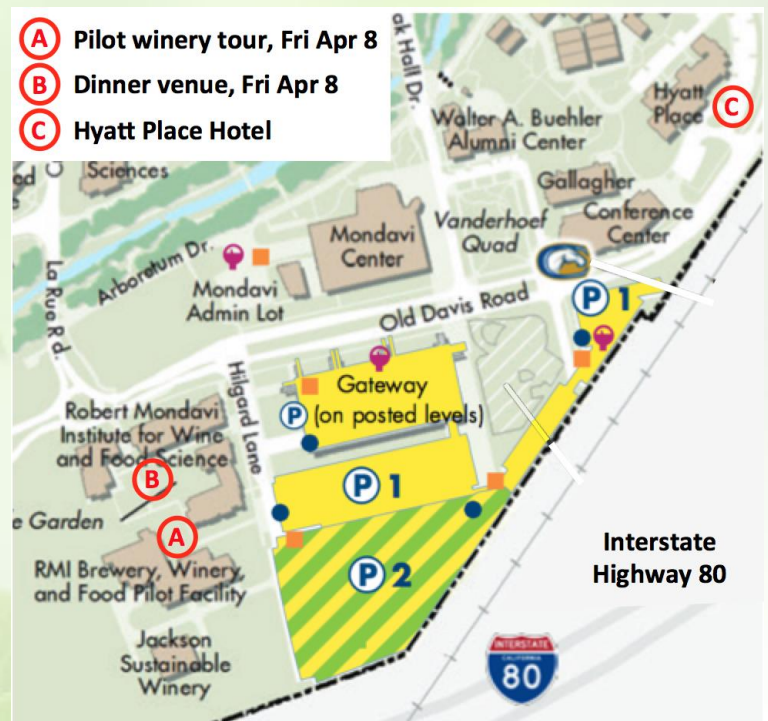 A Pilot winery tour, Fri Apr 8
B Dinner venue, Fri Apr 8
C Hyatt Place Hotel
ak Hall Dr.
Hyatt
Place
C
Walter A. Buehler
Alumni Center
ed
e
C
Sciences
Gallagher
Conference
Center
Vanderhoef
Quad
Mondavi
Center
Arboretum Dr.
Mondavi
Admin Lot
La Rue Rd.
Old Davis Road
P 1
Hilgard Lane
Gateway
P (on posted levels)
Robert Mondavi
Institute for Wine
and Food Science
B
P 1
e Garden
A
RMI Brewery, Winery,
and Food Pilot Facility
P 2
Interstate
Highway 80
Jackson
Sustainable
Winery
INTERSTATE
CALIFORNIA
80